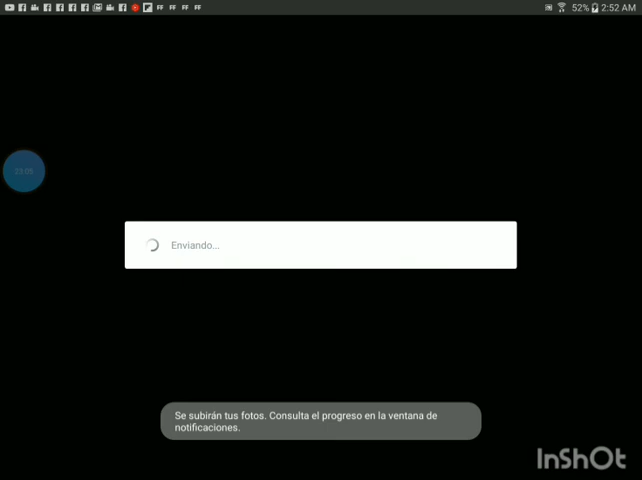 52% 2:52 AM
23:05
Enviando...
Se subirán tus fotos. Consulta el progreso en la ventana de
notificaciones.
InShOt